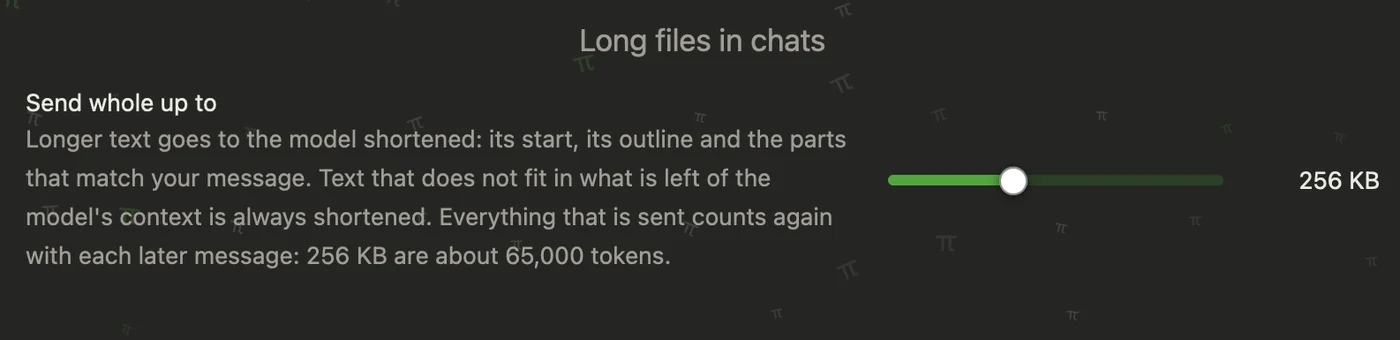 Long files in chats
Send whole up to
Longer text goes to the model shortened: its start, its outline and the parts
that match your message. Text that does not fit in what is left of the
model's context is always shortened. Everything that is sent counts again
with each later message: 256 KB are about 65,000 tokens.
256 KB